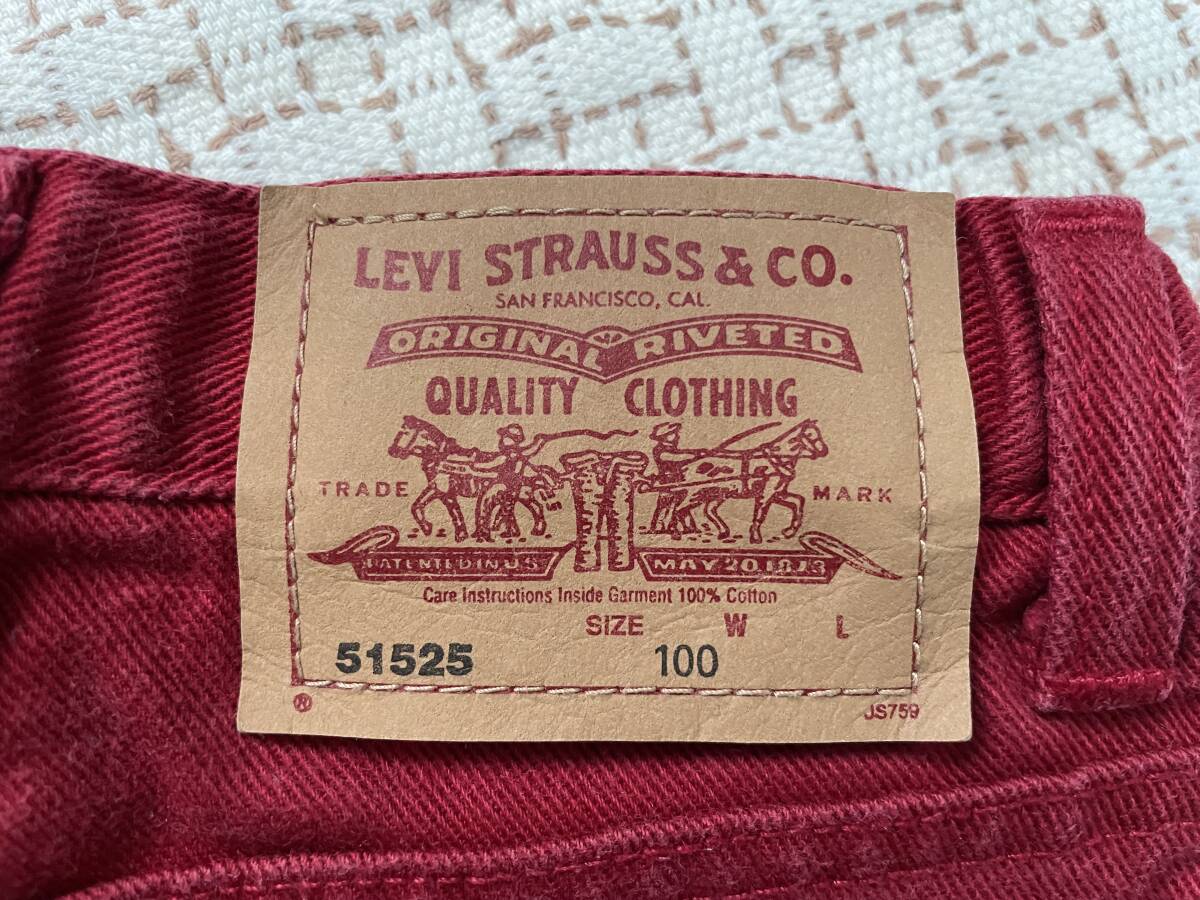 LEVI STRAUSS & CO.
SAN FRANCISCO, CAL.
ORIGINAL RIVETED
QUALITY CLOTHING
TRADE MARK
PATENTED IN U S MAY 20 1873
Care Instructions Inside Garment 100% Cotton
SIZE W L
51525 100
® JS759